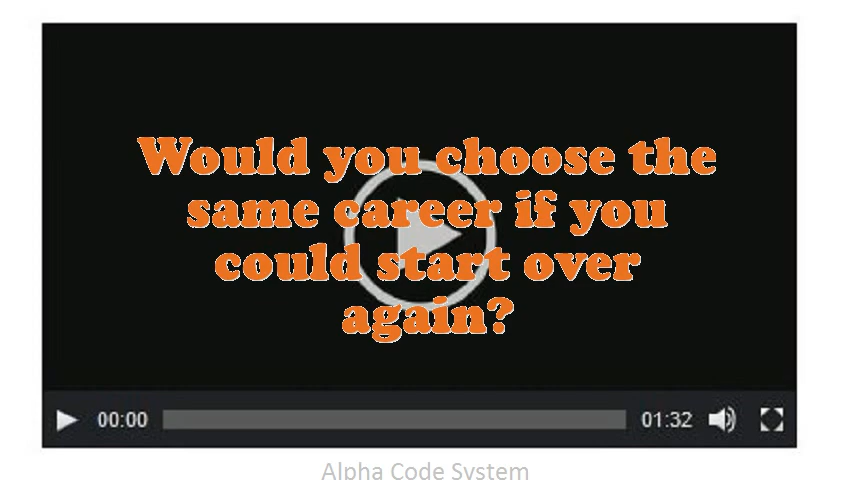 Would you choose the
same career if you
could start over
again?
00:00 01:32
Alpha Code System